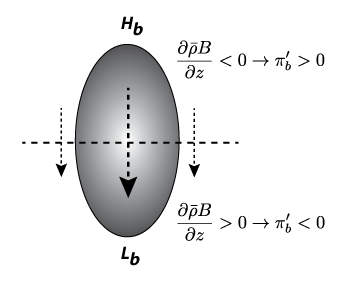 H_b
∂ρ̄B/∂z < 0 → π′_b > 0
∂ρ̄B/∂z > 0 → π′_b < 0
L_b